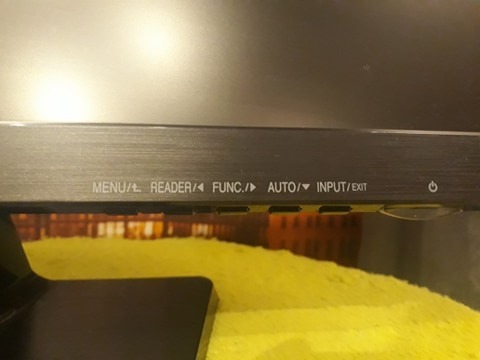 MENU/⮤ READER/◀ FUNC./▶ AUTO/▼ INPUT/EXIT